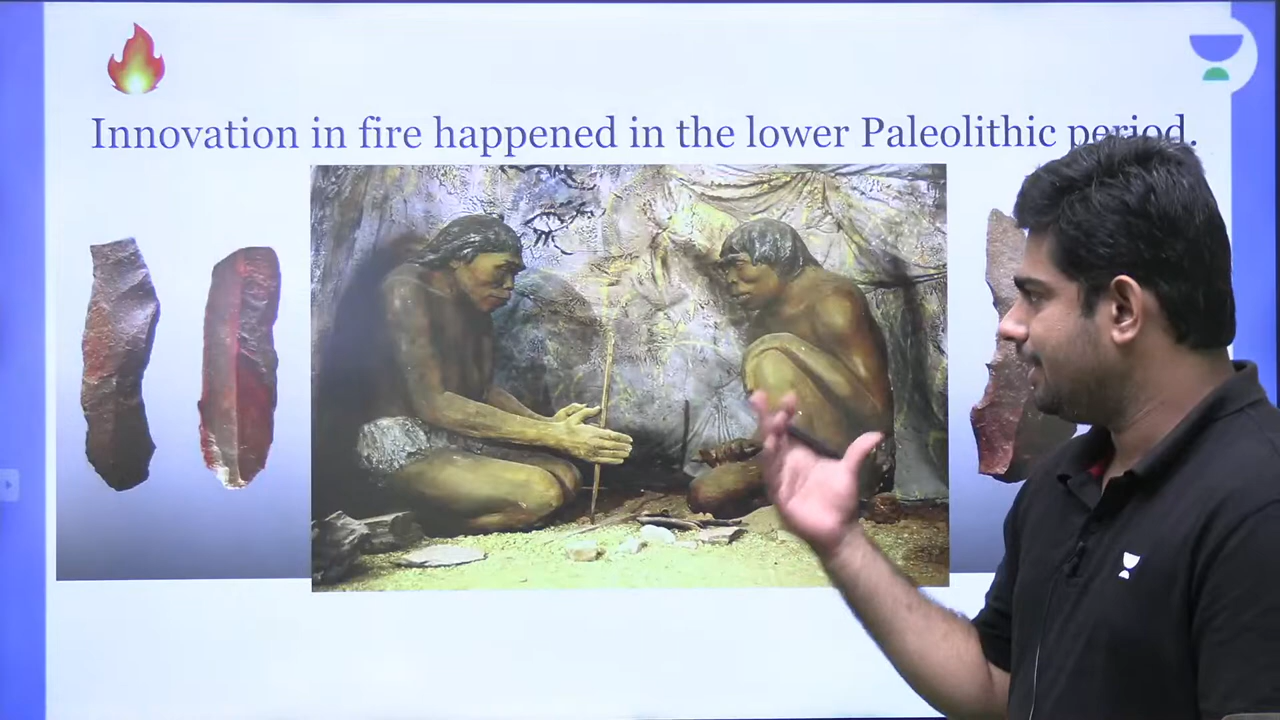 Innovation in fire happened in the lower Paleolithic period.